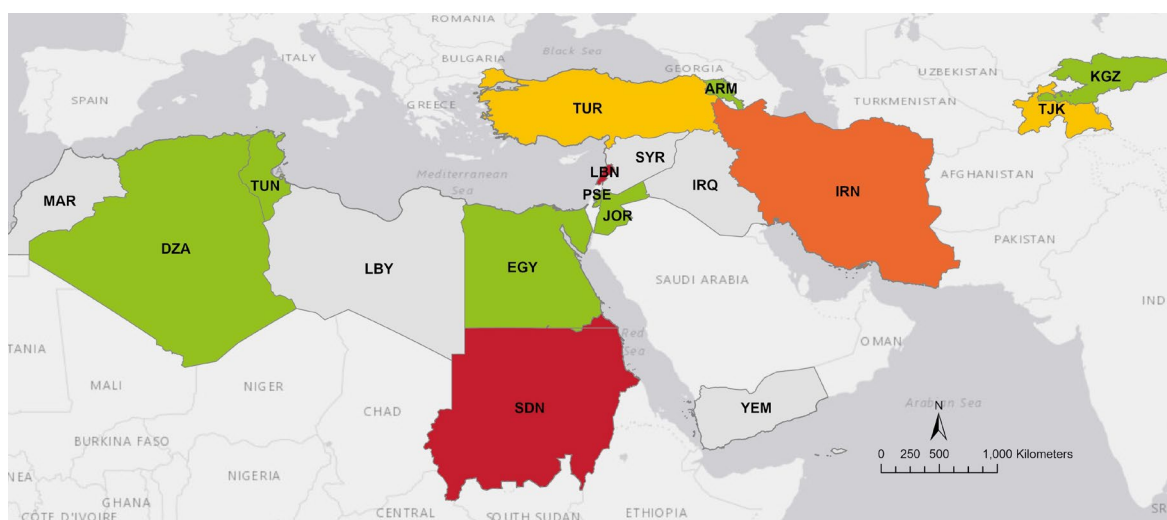 ROMANIA
ITALY
Black Sea
BULGARIA
GEORGIA
UZBEKISTAN
KGZ
SPAIN
GREECE
TUR
ARM
TURKMENISTAN
TJK
Mediterranean
Sea
LBN
SYR
TUN
PSE
IRQ
IRN
AFGHANISTAN
MAR
JOR
DZA
LBY
EGY
SAUDI ARABIA
PAKISTAN
IND
Red
Sea
OMAN
TANIA
MALI
NIGER
CHAD
SDN
YEM
Arabian Sea
N
BURKINA FASO
0 250 500 1,000 Kilometers
NIGERIA
NEA
GHANA
CÔTE D'IVOIRE
CENTRAL
SOUTH SUDAN
ETHIOPIA
SR